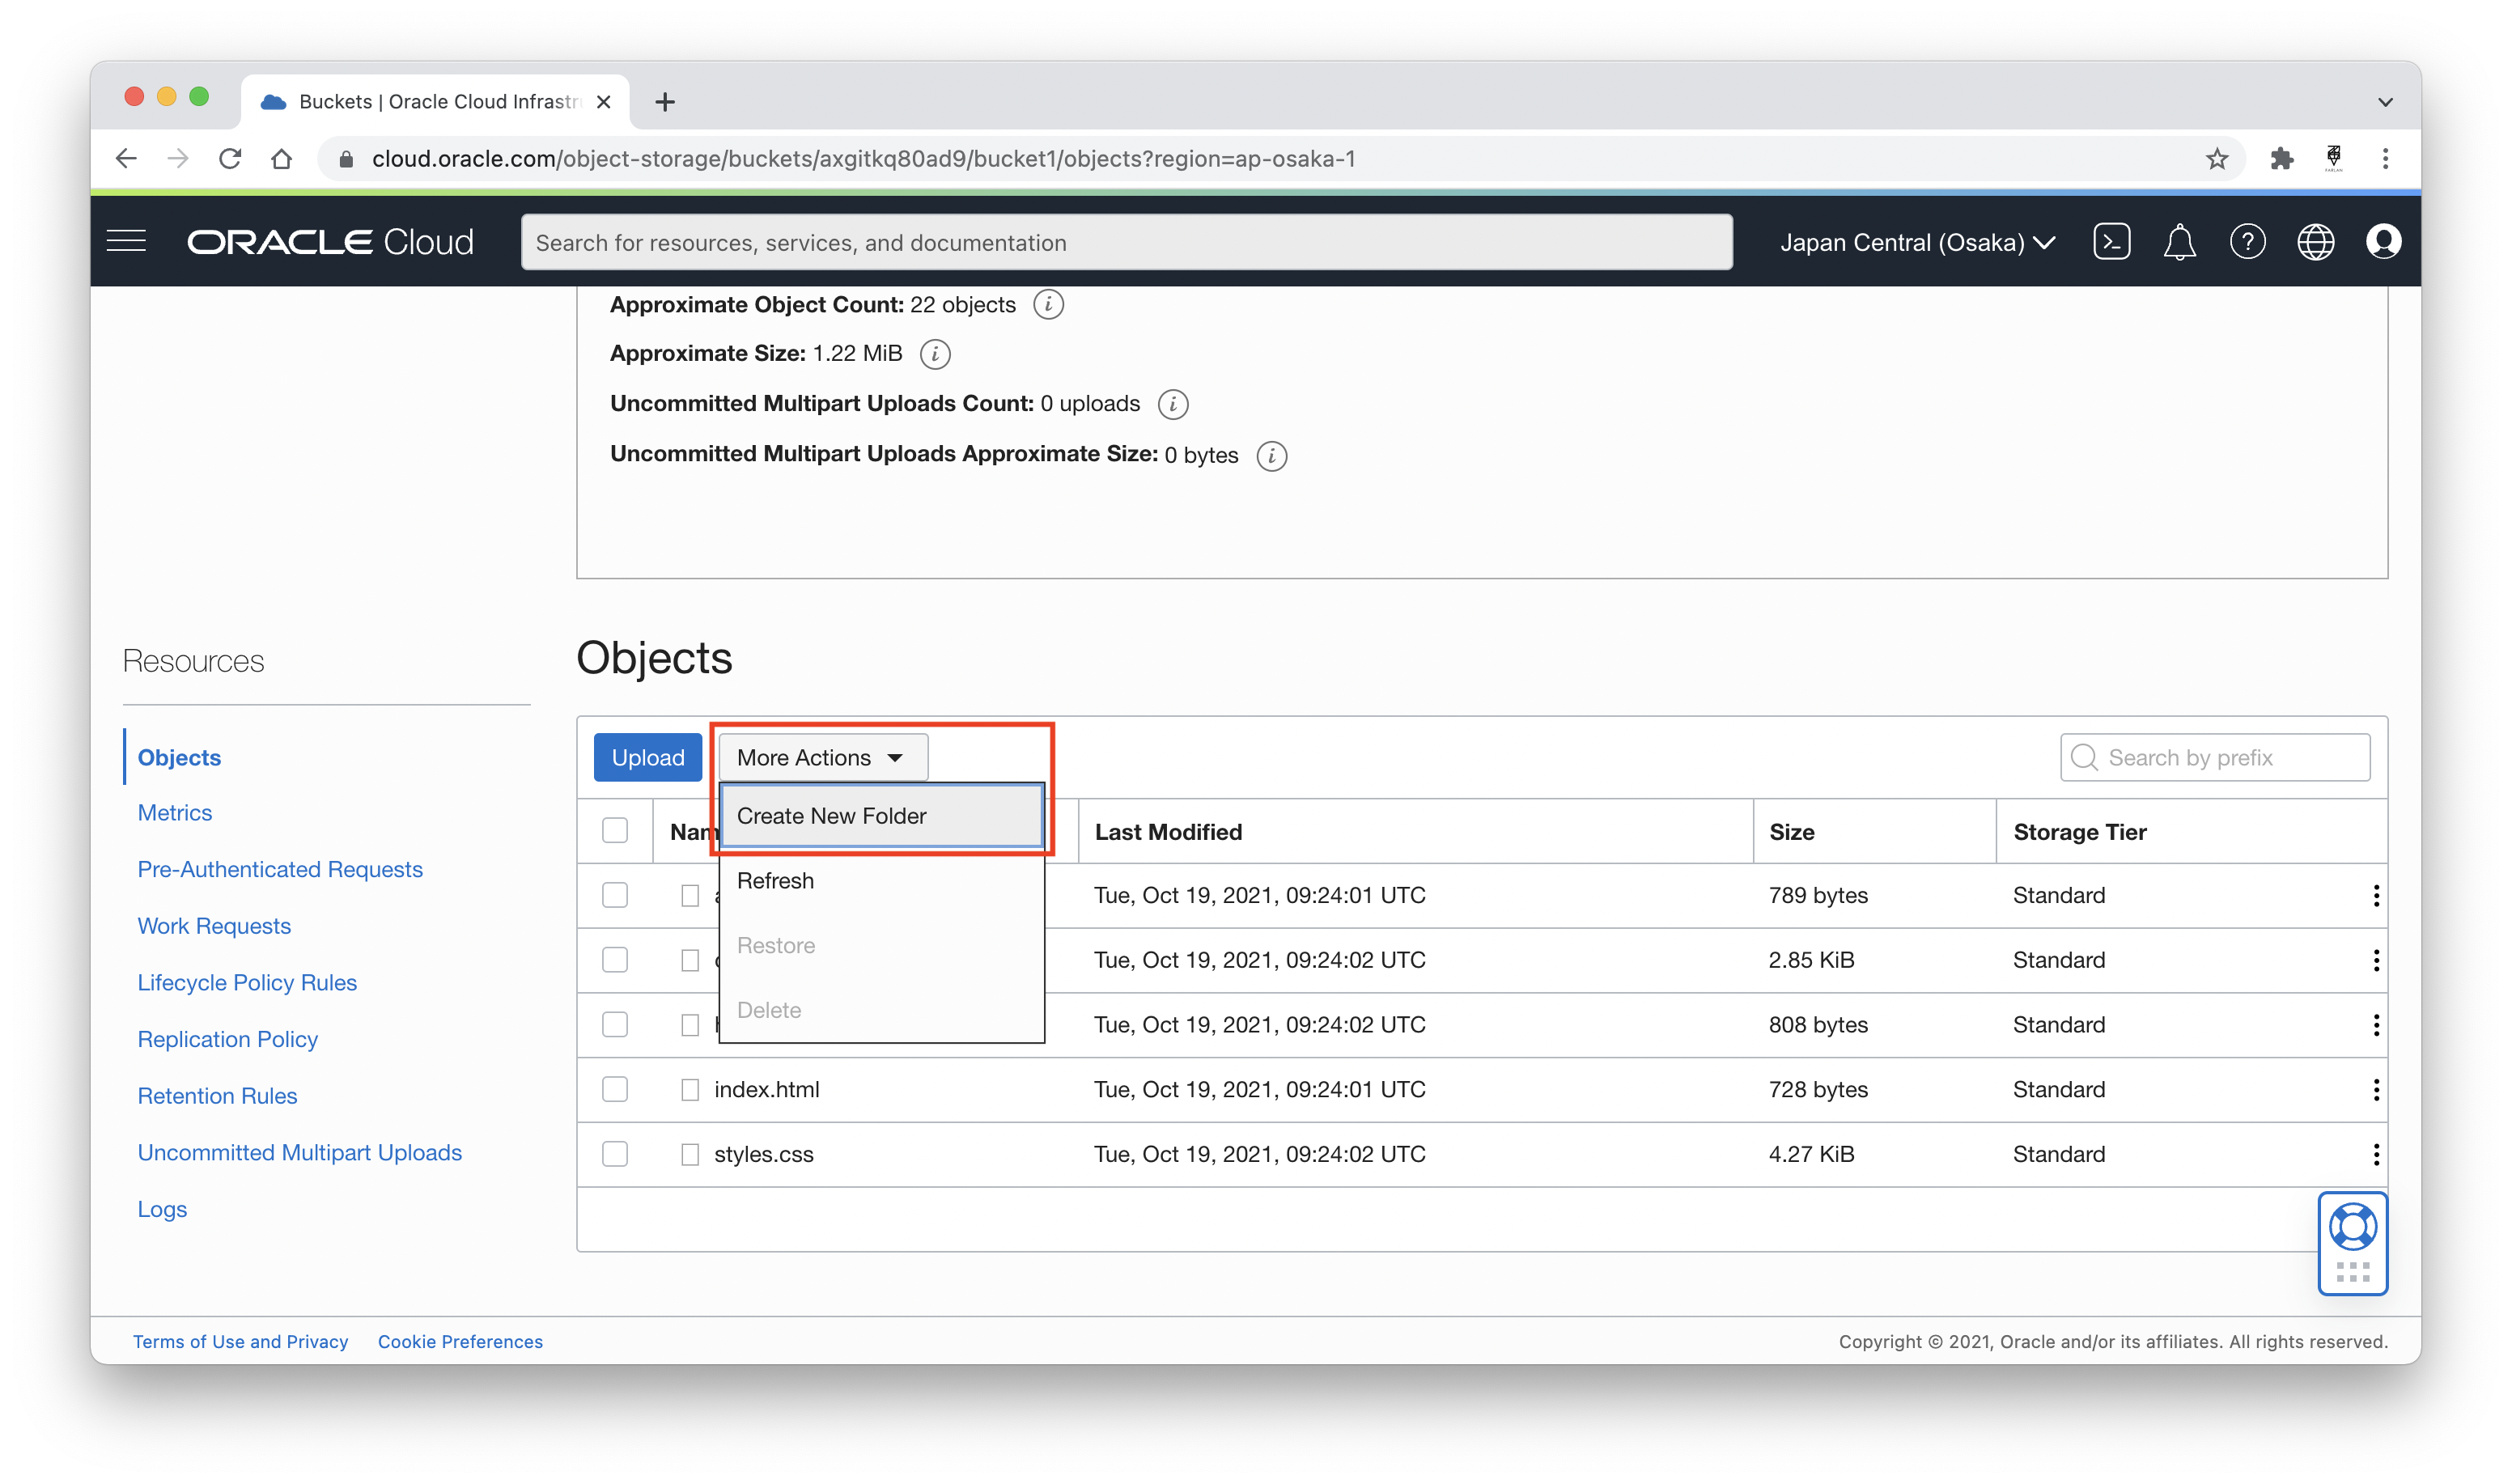 Buckets | Oracle Cloud Infrastr
cloud.oracle.com/object-storage/buckets/axgitkq80ad9/bucket1/objects?region=ap-osaka-1
ORACLE Cloud
Search for resources, services, and documentation
Japan Central (Osaka)
Approximate Object Count: 22 objects
Approximate Size: 1.22 MiB
Uncommitted Multipart Uploads Count: 0 uploads
Uncommitted Multipart Uploads Approximate Size: 0 bytes
Resources
Objects
Metrics
Pre-Authenticated Requests
Work Requests
Lifecycle Policy Rules
Replication Policy
Retention Rules
Uncommitted Multipart Uploads
Logs
Objects
Upload
More Actions
Search by prefix
Create New Folder
Refresh
Restore
Delete
Nam Last Modified Size Storage Tier
Tue, Oct 19, 2021, 09:24:01 UTC 789 bytes Standard
Tue, Oct 19, 2021, 09:24:02 UTC 2.85 KiB Standard
Tue, Oct 19, 2021, 09:24:02 UTC 808 bytes Standard
index.html Tue, Oct 19, 2021, 09:24:01 UTC 728 bytes Standard
styles.css Tue, Oct 19, 2021, 09:24:02 UTC 4.27 KiB Standard
Terms of Use and Privacy Cookie Preferences
Copyright © 2021, Oracle and/or its affiliates. All rights reserved.